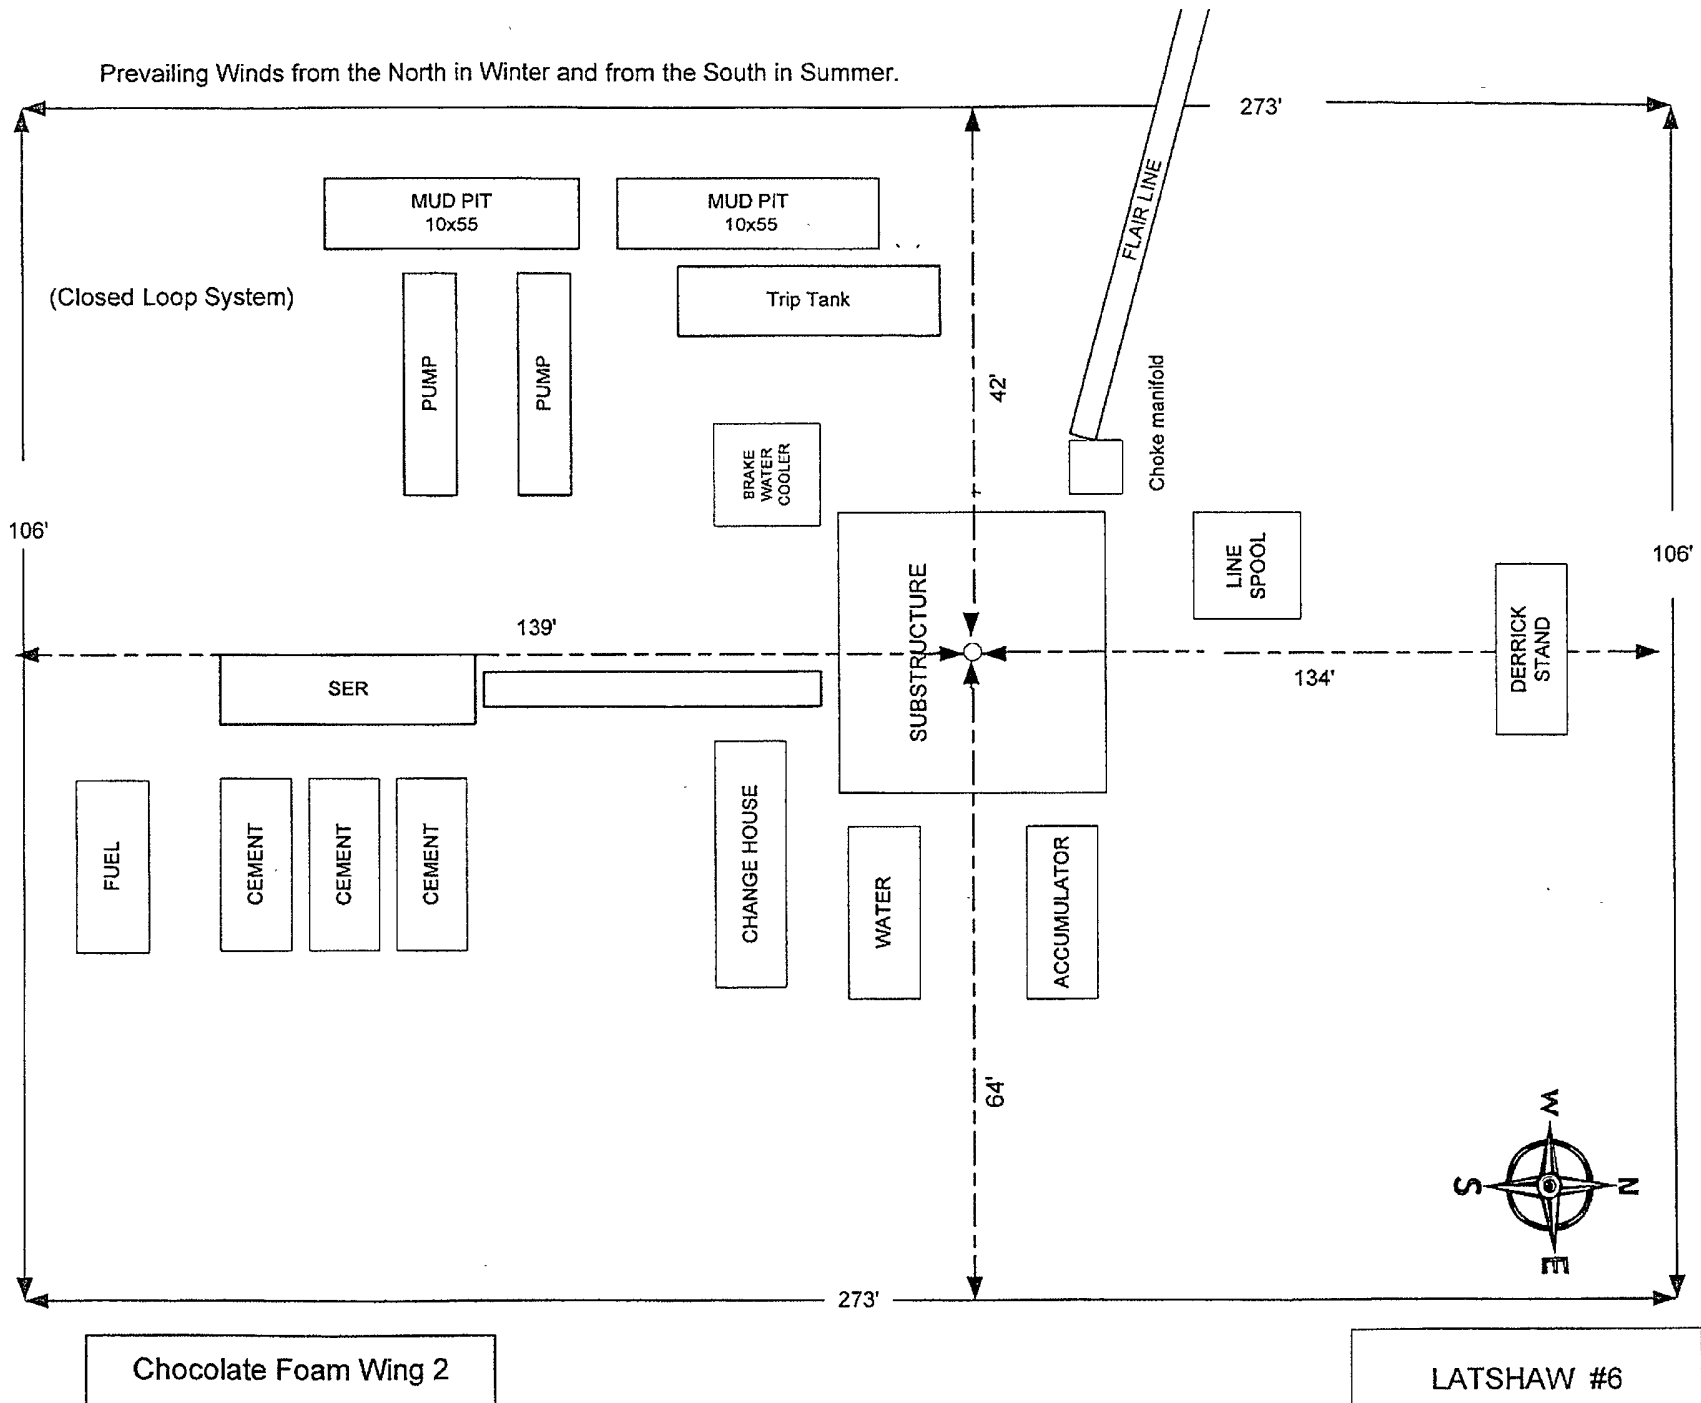 Prevailing Winds from the North in Winter and from the South in Summer.
273'
MUD PIT
10x55
MUD PIT
10x55
FLAIR LINE
(Closed Loop System)
Trip Tank
PUMP
PUMP
42'
Choke manifold
BRAKE
WATER
COOLER
106'
LINE
SPOOL
106'
SUBSTRUCTURE
139'
134'
DERRICK
STAND
SER
FUEL
CEMENT
CEMENT
CEMENT
CHANGE HOUSE
WATER
ACCUMULATOR
64'
W
S
N
E
273'
Chocolate Foam Wing 2
LATSHAW #6